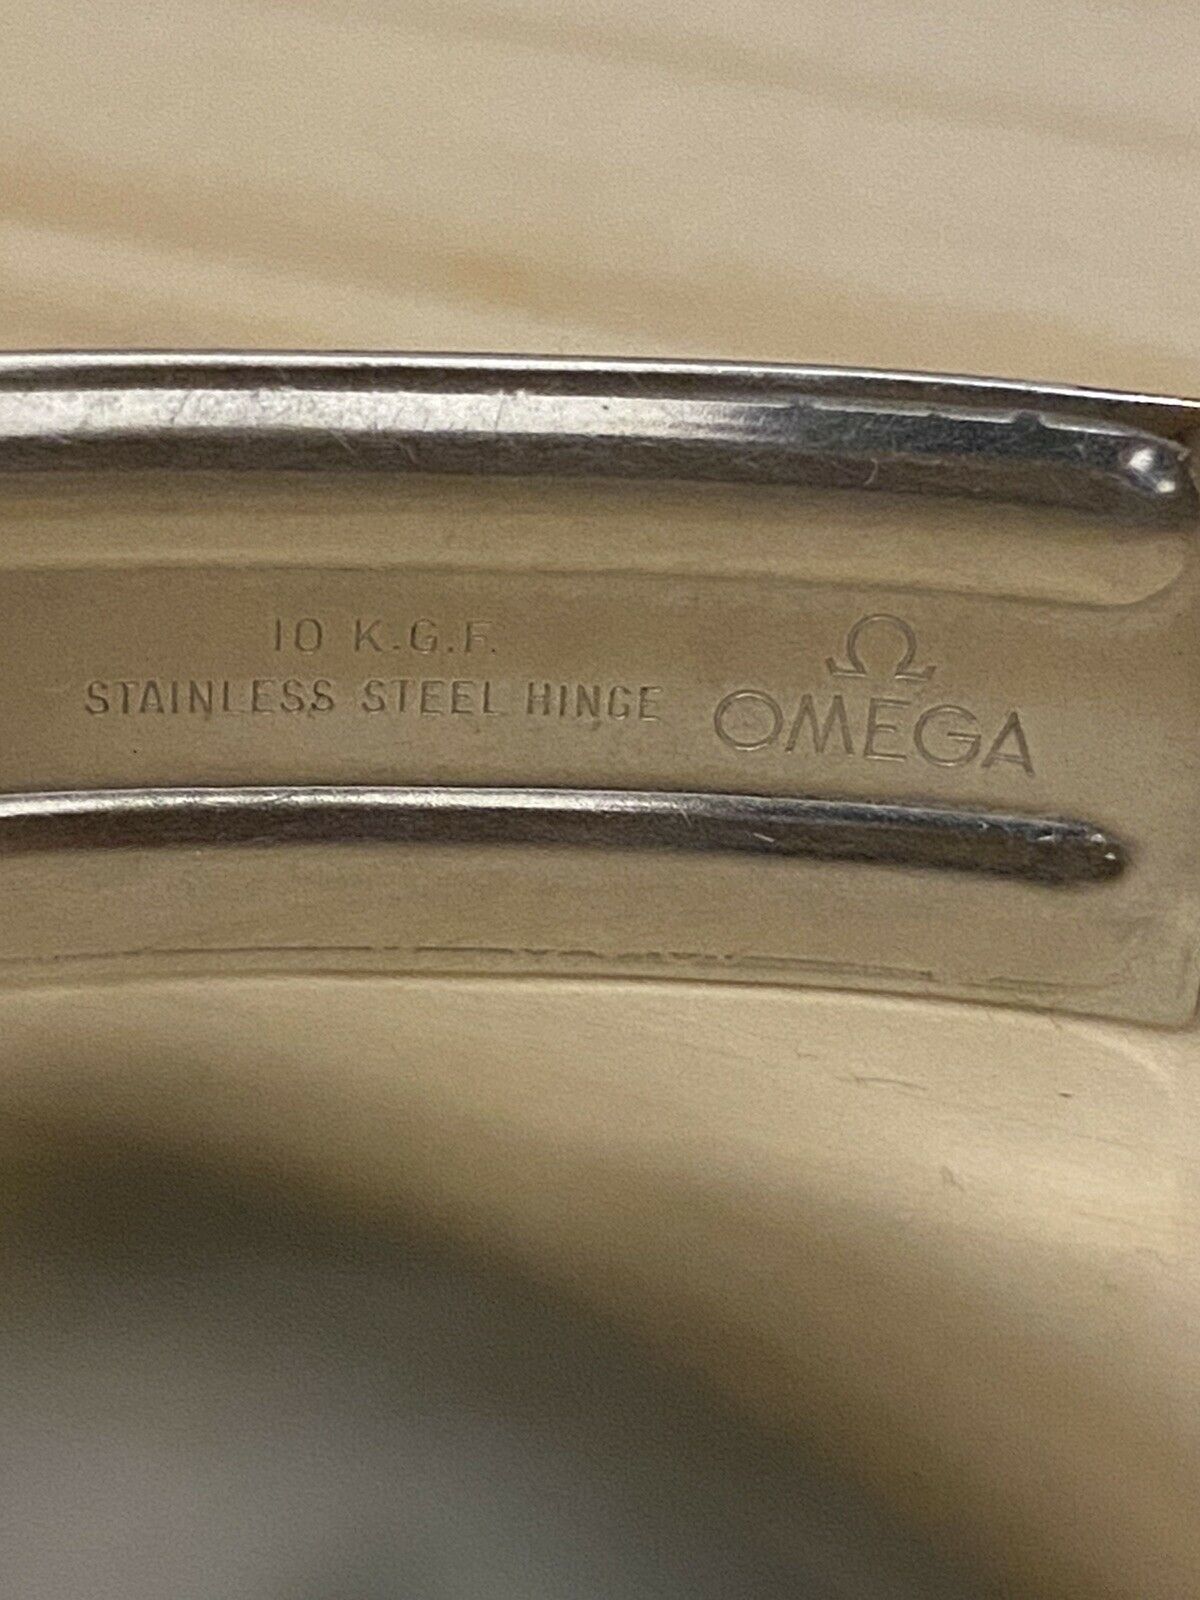 10 K.G.F.
STAINLESS STEEL HINGE
Ω
OMEGA